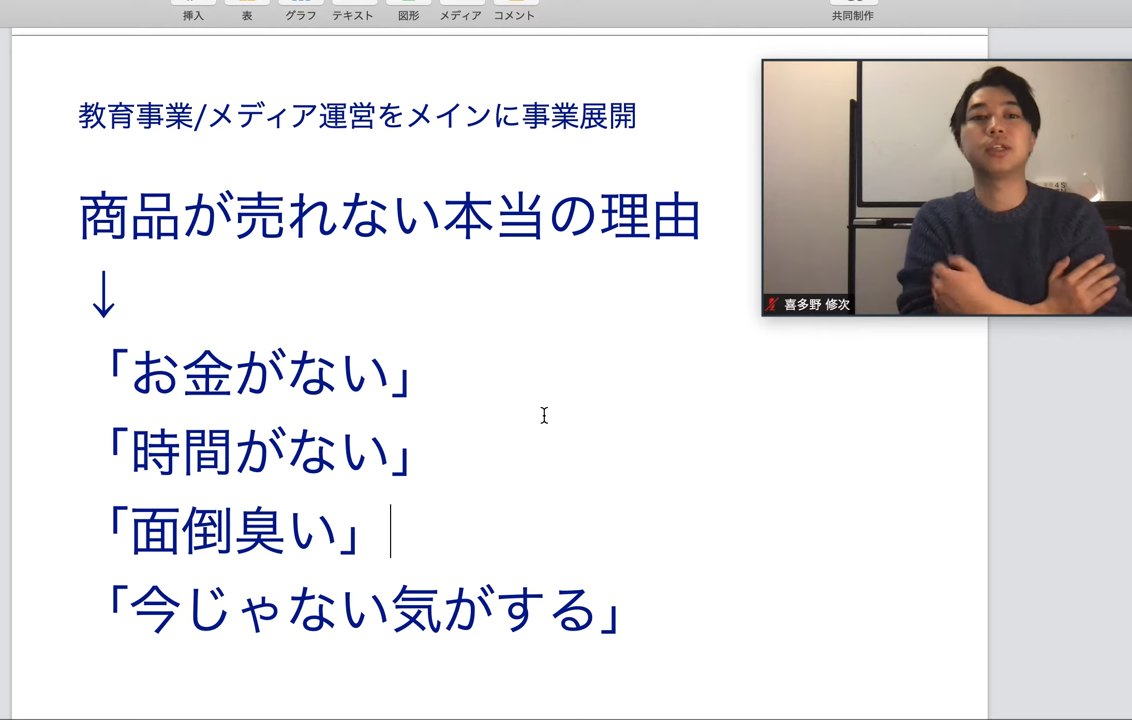 挿入 表 グラフ テキスト 図形 メディア コメント 共同制作
教育事業/メディア運営をメインに事業展開
商品が売れない本当の理由
↓
「お金がない」
「時間がない」
「面倒臭い」
「今じゃない気がする」
喜多野 修次